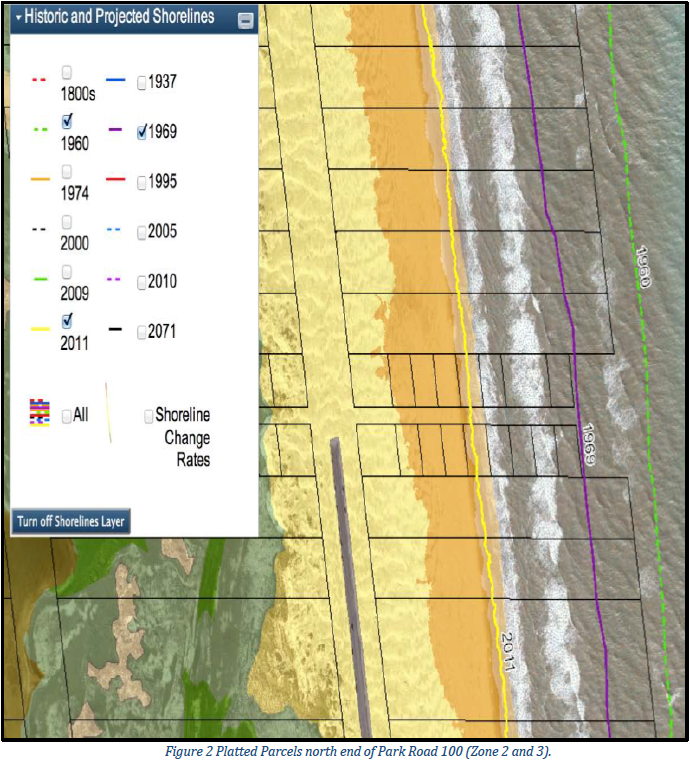 Historic and Projected Shorelines
1800s
1937
1960
1969
1974
1995
2000
2005
2009
2010
2011
2071
All
Shoreline
Change
Rates
Turn off Shorelines Layer
1960
1969
2011
Figure 2 Platted Parcels north end of Park Road 100 (Zone 2 and 3).